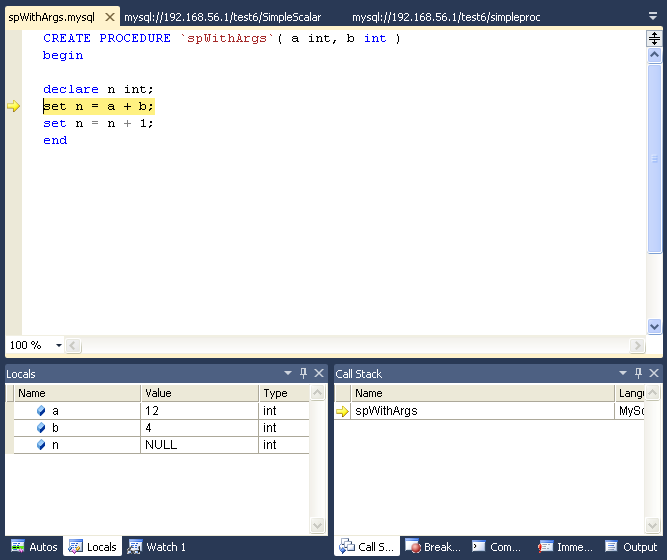 spWithArgs.mysql mysql://192.168.56.1/test6/SimpleScalar mysql://192.168.56.1/test6/simpleproc
CREATE PROCEDURE `spWithArgs`( a int, b int )
begin
declare n int;
set n = a + b;
set n = n + 1;
end
100 %
Locals
Name Value Type
a 12 int
b 4 int
n NULL int
Autos Locals Watch 1
Call Stack
Name Langu
spWithArgs MySQ
Call S... Break... Com... Imme... Output